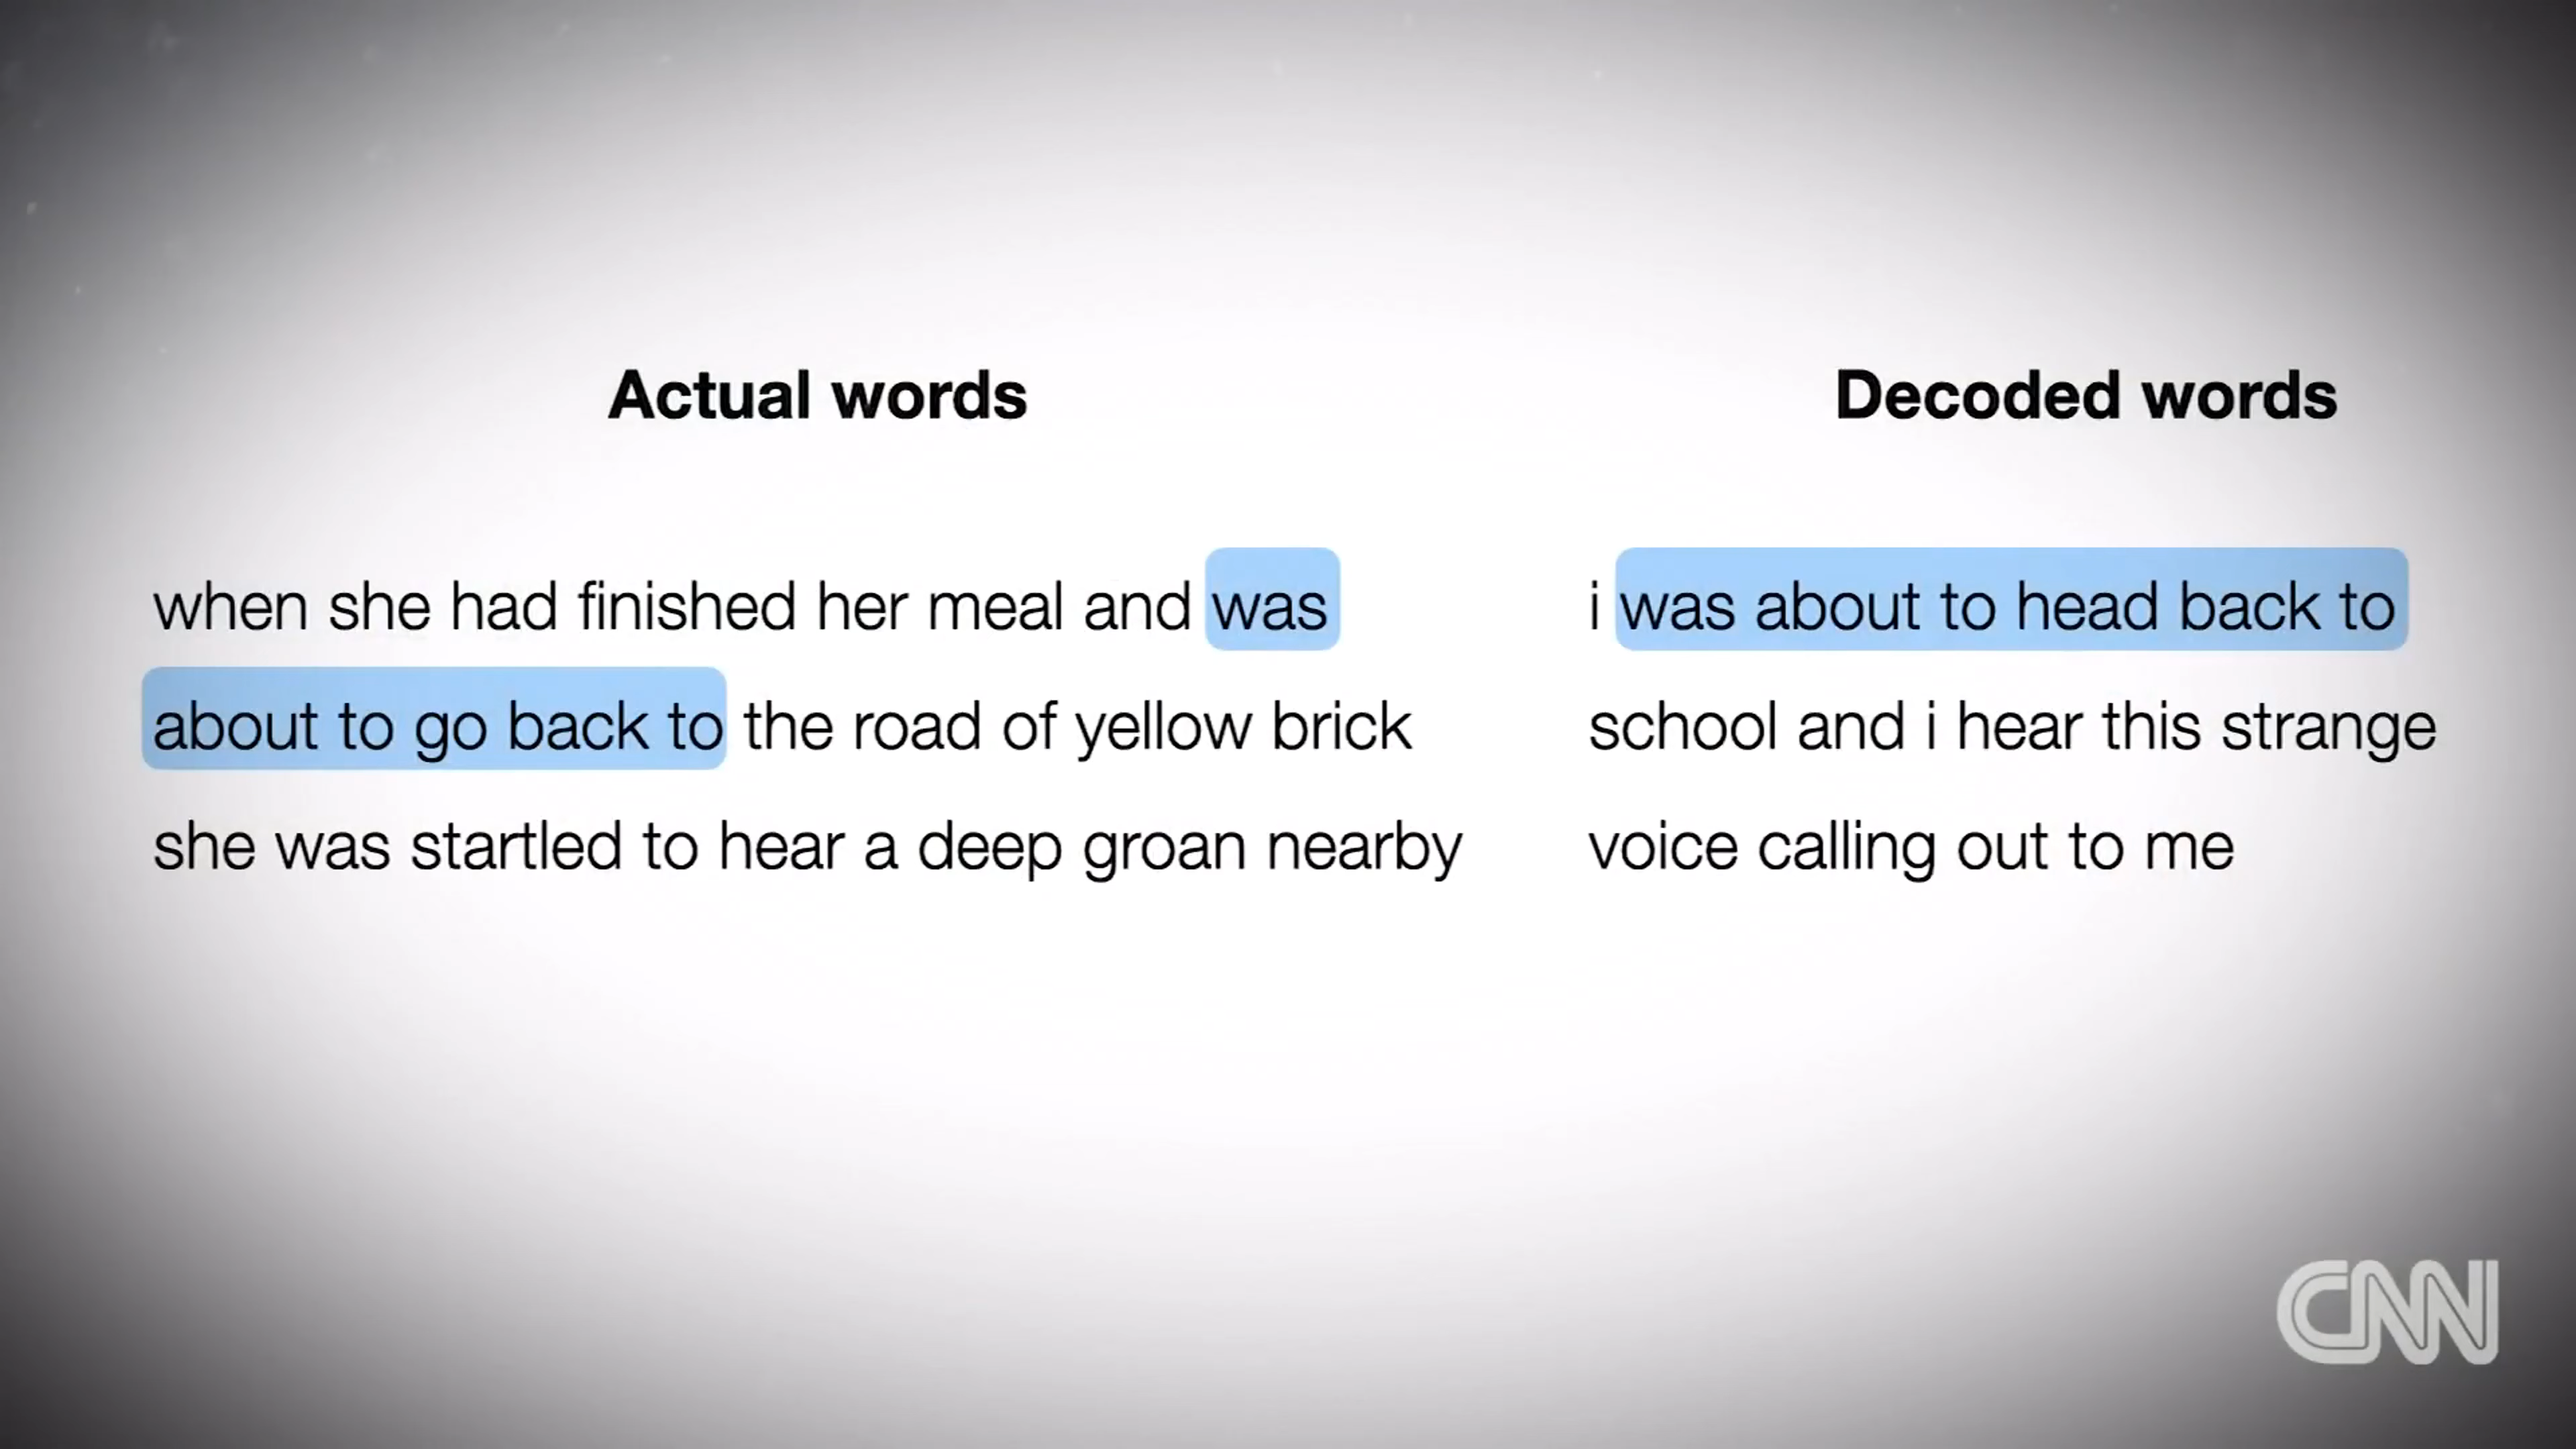 Actual words
when she had finished her meal and was
about to go back to the road of yellow brick
she was startled to hear a deep groan nearby
Decoded words
i was about to head back to
school and i hear this strange
voice calling out to me
CNN